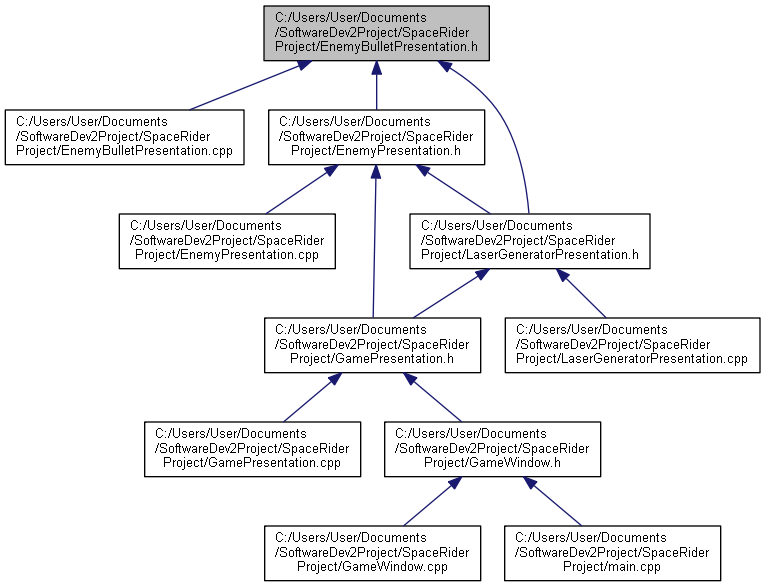 C:/Users/User/Documents
/SoftwareDev2Project/SpaceRider
Project/EnemyBulletPresentation.h
C:/Users/User/Documents
/SoftwareDev2Project/SpaceRider
Project/EnemyBulletPresentation.cpp
C:/Users/User/Documents
/SoftwareDev2Project/SpaceRider
Project/EnemyPresentation.h
C:/Users/User/Documents
/SoftwareDev2Project/SpaceRider
Project/EnemyPresentation.cpp
C:/Users/User/Documents
/SoftwareDev2Project/SpaceRider
Project/LaserGeneratorPresentation.h
C:/Users/User/Documents
/SoftwareDev2Project/SpaceRider
Project/GamePresentation.h
C:/Users/User/Documents
/SoftwareDev2Project/SpaceRider
Project/LaserGeneratorPresentation.cpp
C:/Users/User/Documents
/SoftwareDev2Project/SpaceRider
Project/GamePresentation.cpp
C:/Users/User/Documents
/SoftwareDev2Project/SpaceRider
Project/GameWindow.h
C:/Users/User/Documents
/SoftwareDev2Project/SpaceRider
Project/GameWindow.cpp
C:/Users/User/Documents
/SoftwareDev2Project/SpaceRider
Project/main.cpp